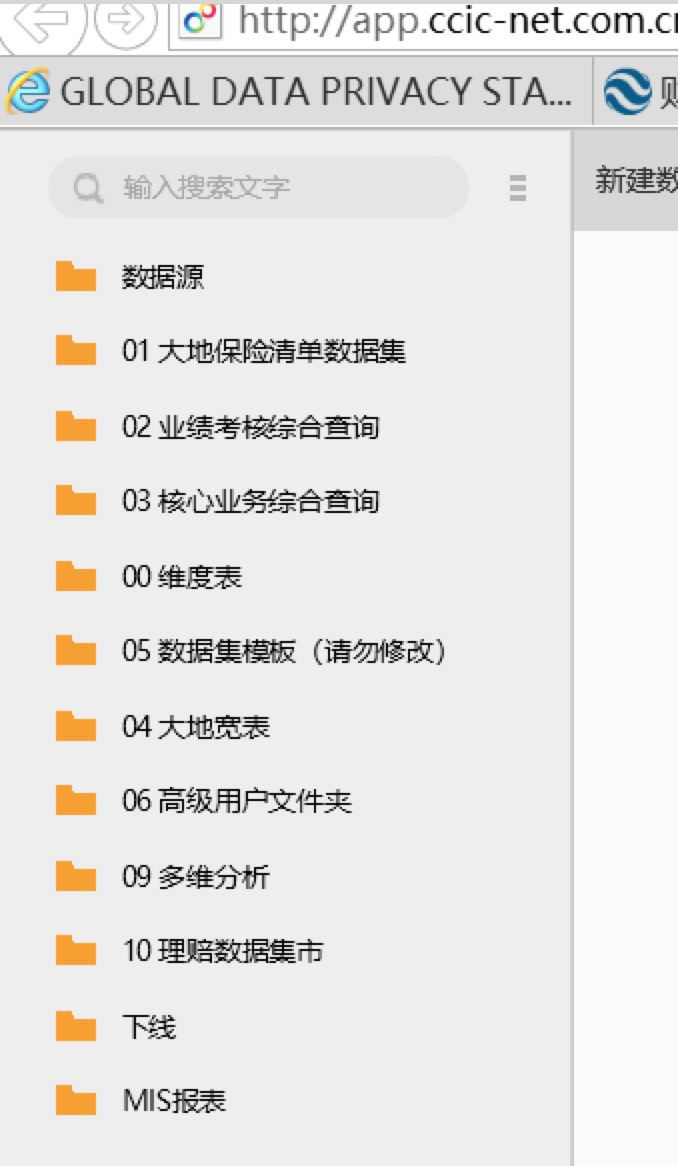 http://app.ccic-net.com.c
GLOBAL DATA PRIVACY STA...
输入搜索文字
新建数
数据源
01 大地保险清单数据集
02 业绩考核综合查询
03 核心业务综合查询
00 维度表
05 数据集模板（请勿修改）
04 大地宽表
06 高级用户文件夹
09 多维分析
10 理赔数据集市
下线
MIS报表